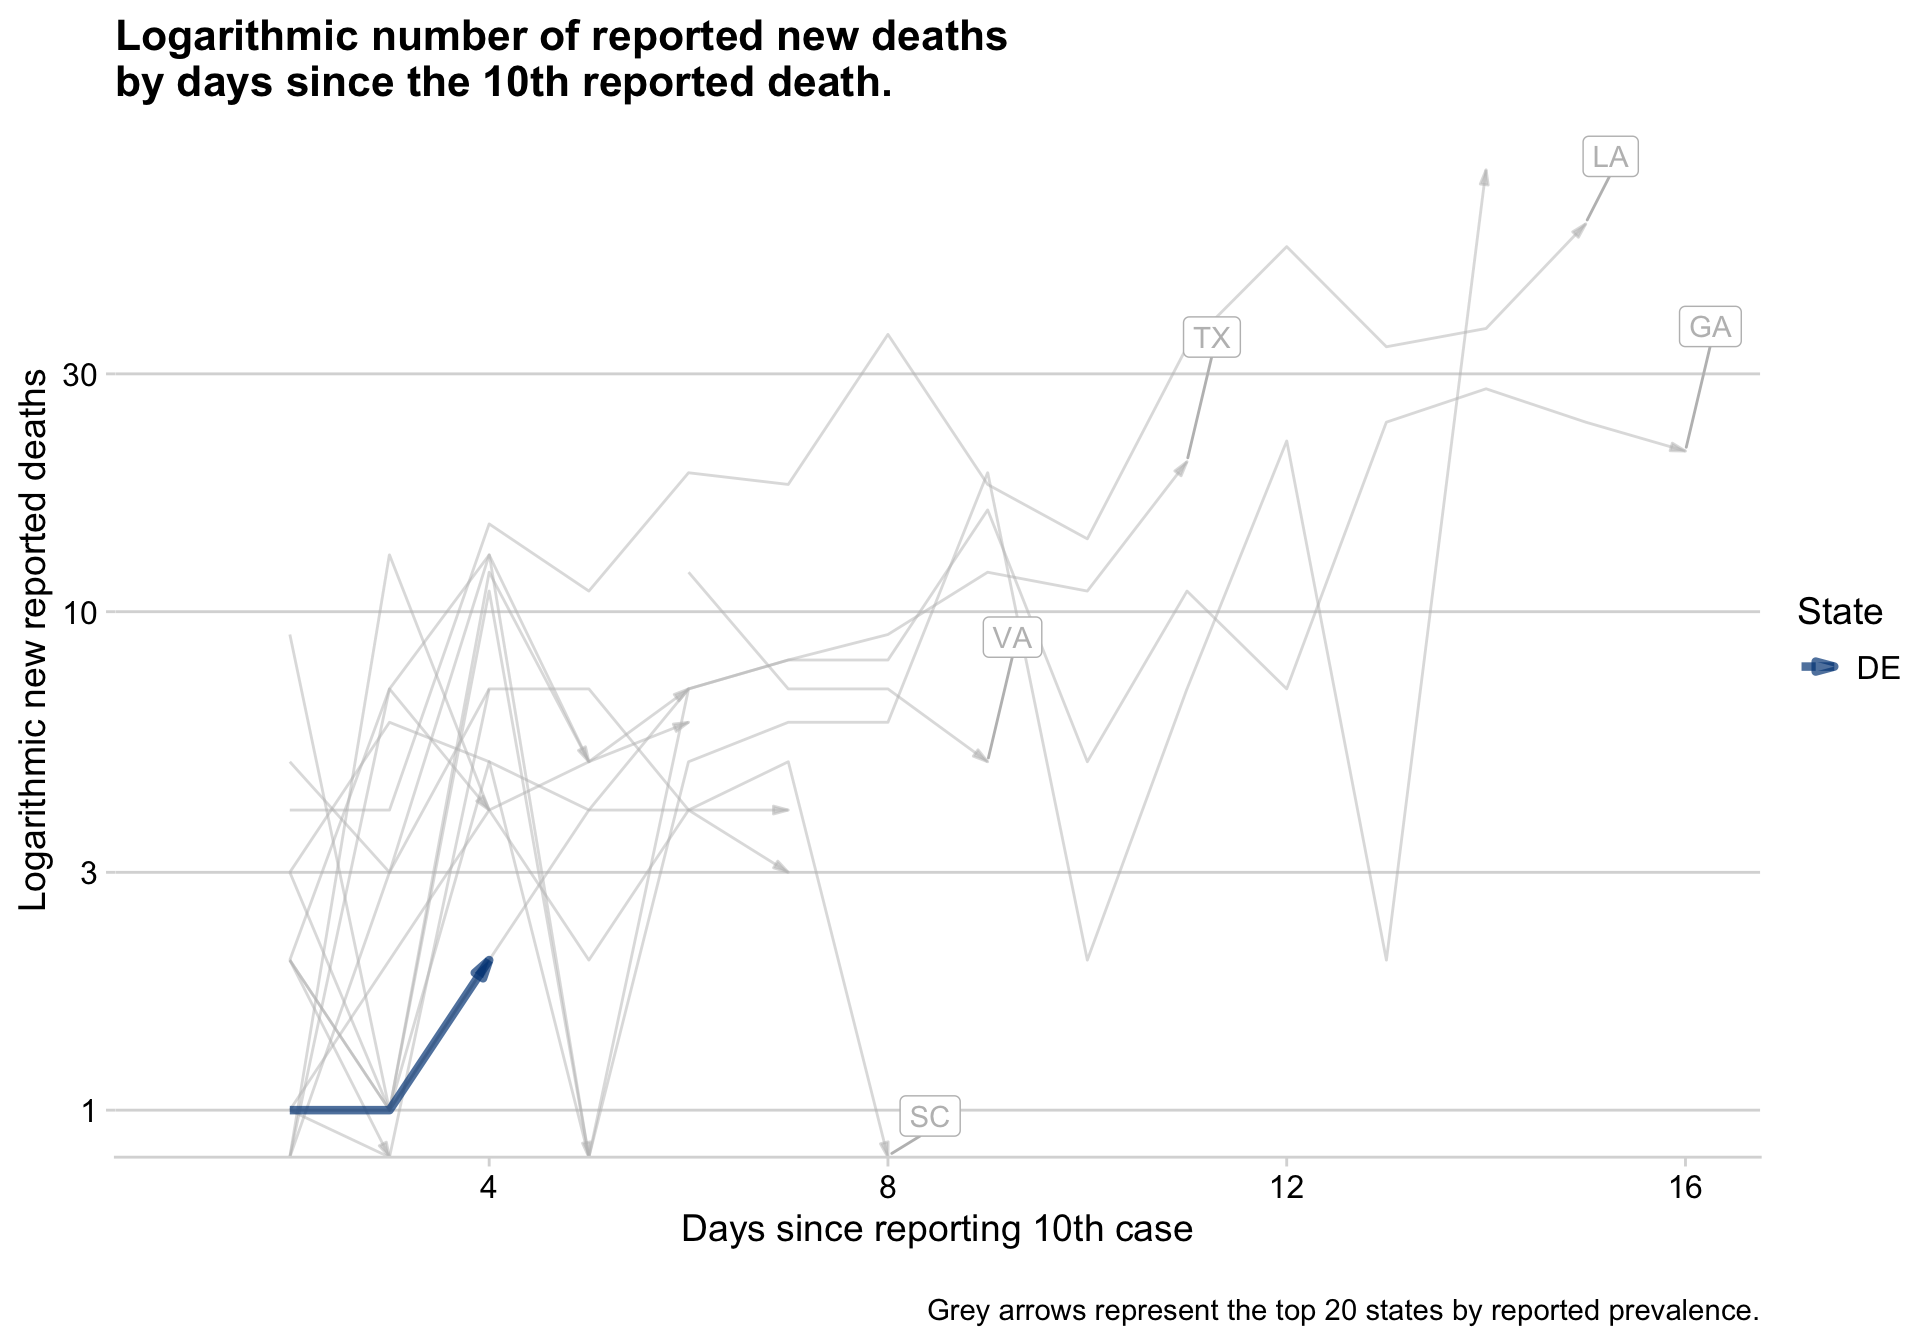 Logarithmic number of reported new deaths
by days since the 10th reported death.
LA
GA
TX
30
10
VA
3
1
SC
Logarithmic new reported deaths
State
DE
4 8 12 16
Days since reporting 10th case
Grey arrows represent the top 20 states by reported prevalence.